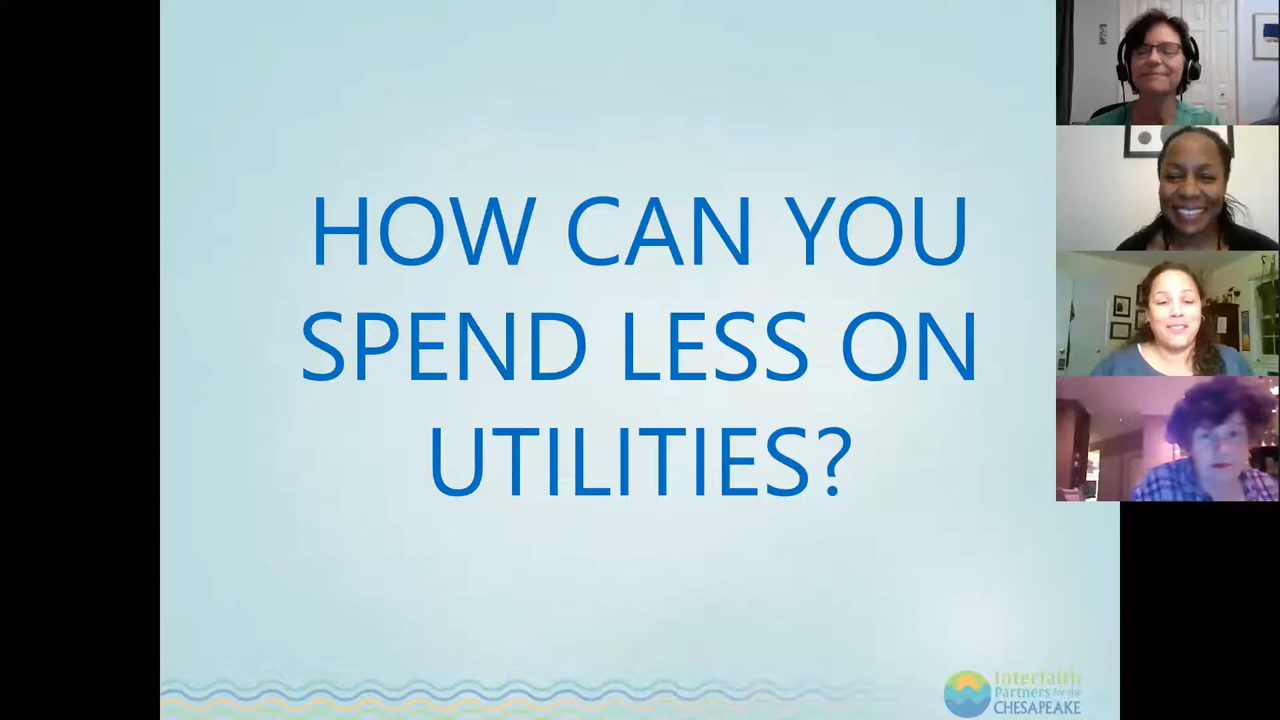 HOW CAN YOU
SPEND LESS ON
UTILITIES?
Interfaith
Partners for the
CHESAPEAKE